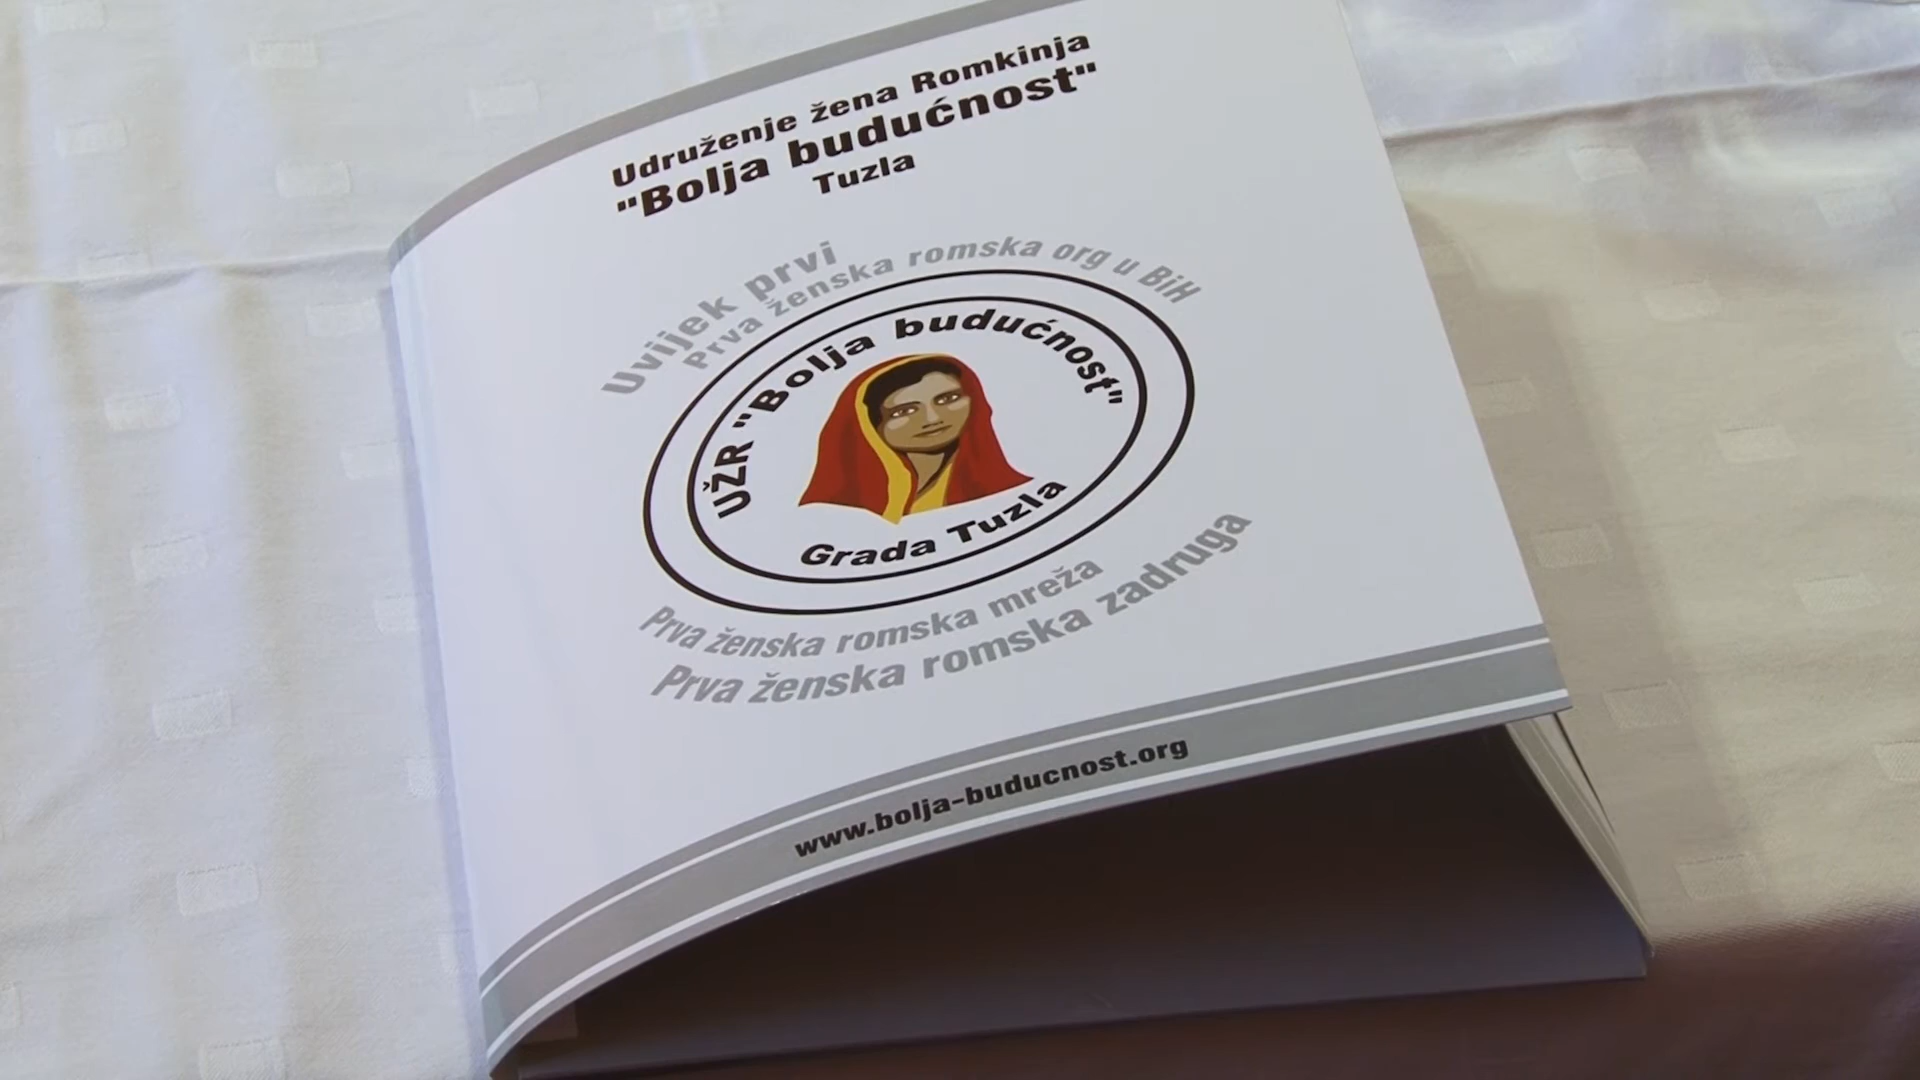 Udruženje žena Romkinja
"Bolja budućnost"
Tuzla
Uvijek prvi
Prva ženska romska org u BiH
UŽR "Bolja budućnost"
Grada Tuzla
Prva ženska romska mreža
Prva ženska romska zadruga
www.bolja-buducnost.org